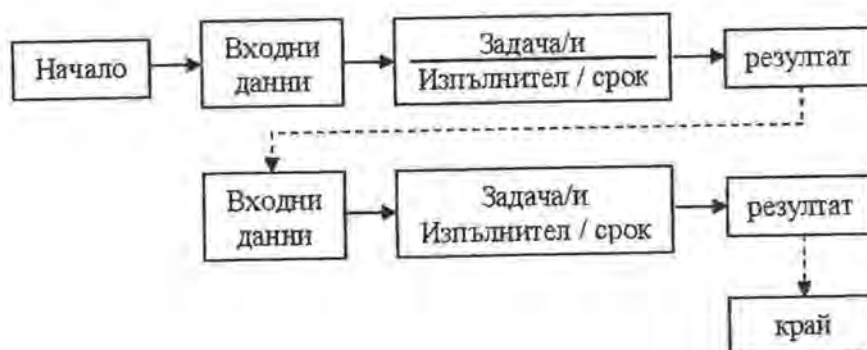 Начало
Входни
данни
Задача/и
Изпълнител / срок
резултат
Входни
данни
Задача/и
Изпълнител / срок
резултат
край